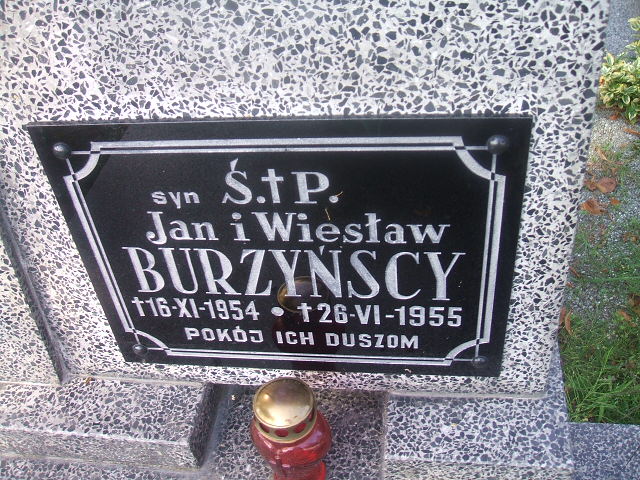 syn Ś.†P.
Jan i Wiesław
BURZYŃSCY
†16-XI-1954 • †26-VI-1955
POKÓJ ICH DUSZOM